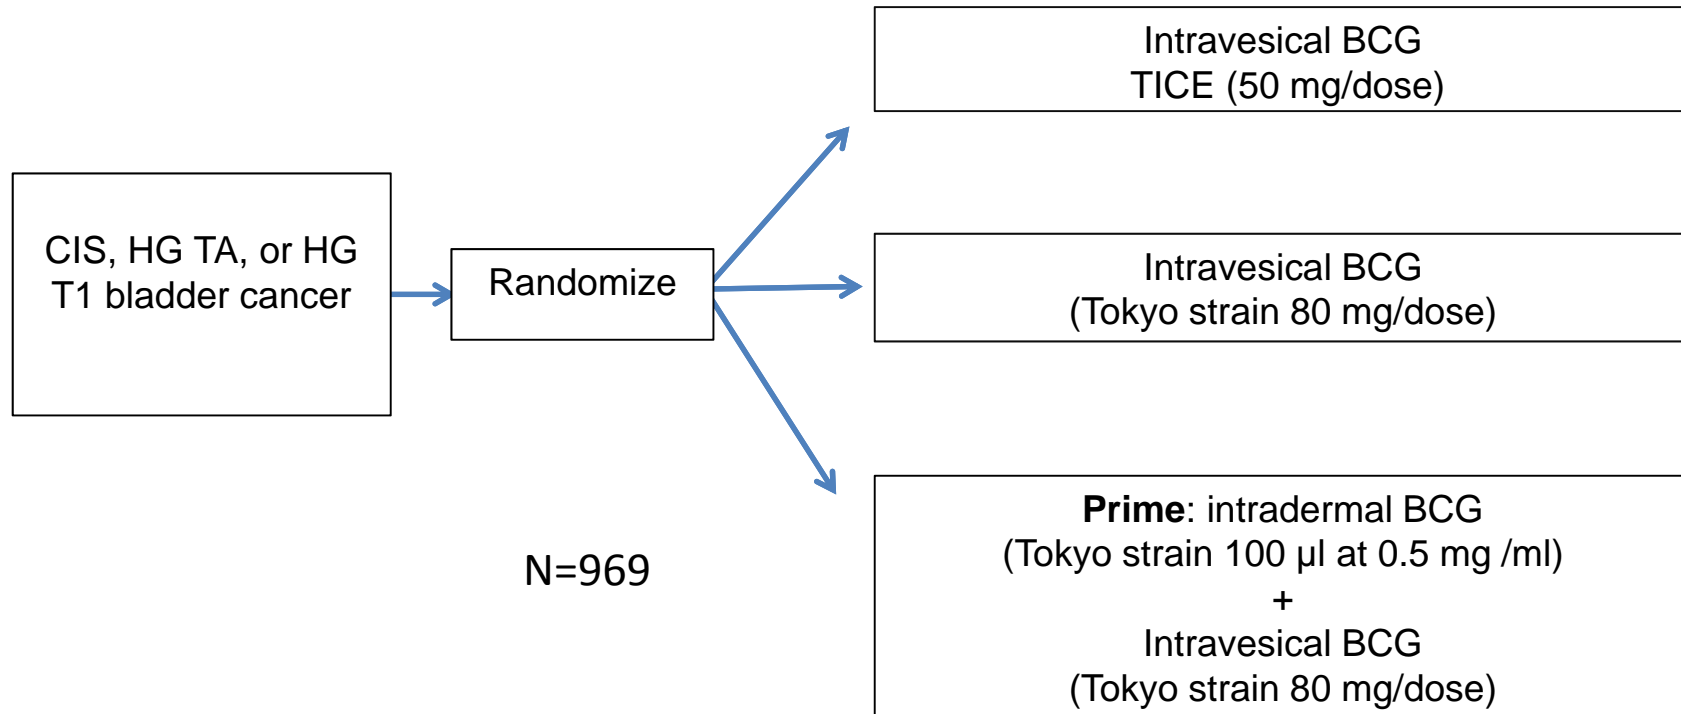 Intravesical BCG
TICE (50 mg/dose)
CIS, HG TA, or HG
T1 bladder cancer
Randomize
Intravesical BCG
(Tokyo strain 80 mg/dose)
Prime: intradermal BCG
(Tokyo strain 100 µl at 0.5 mg /ml)
+
Intravesical BCG
(Tokyo strain 80 mg/dose)
N=969